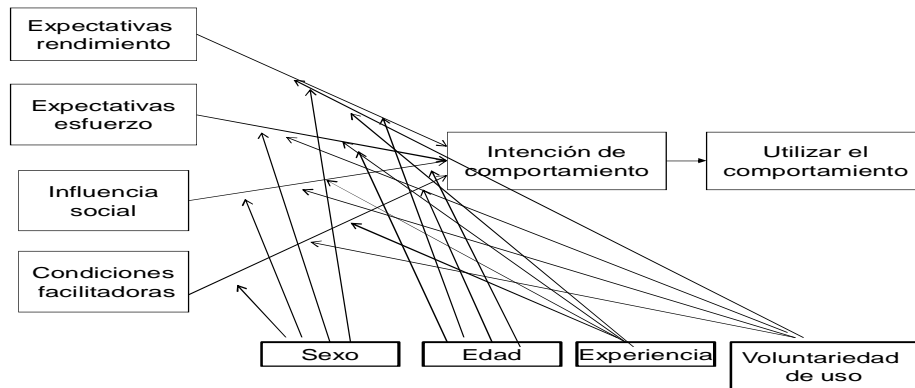 Expectativas
rendimiento
Expectativas
esfuerzo
Influencia
social
Condiciones
facilitadoras
Intención de
comportamiento
Utilizar el
comportamiento
Sexo
Edad
Experiencia
Voluntariedad
de uso